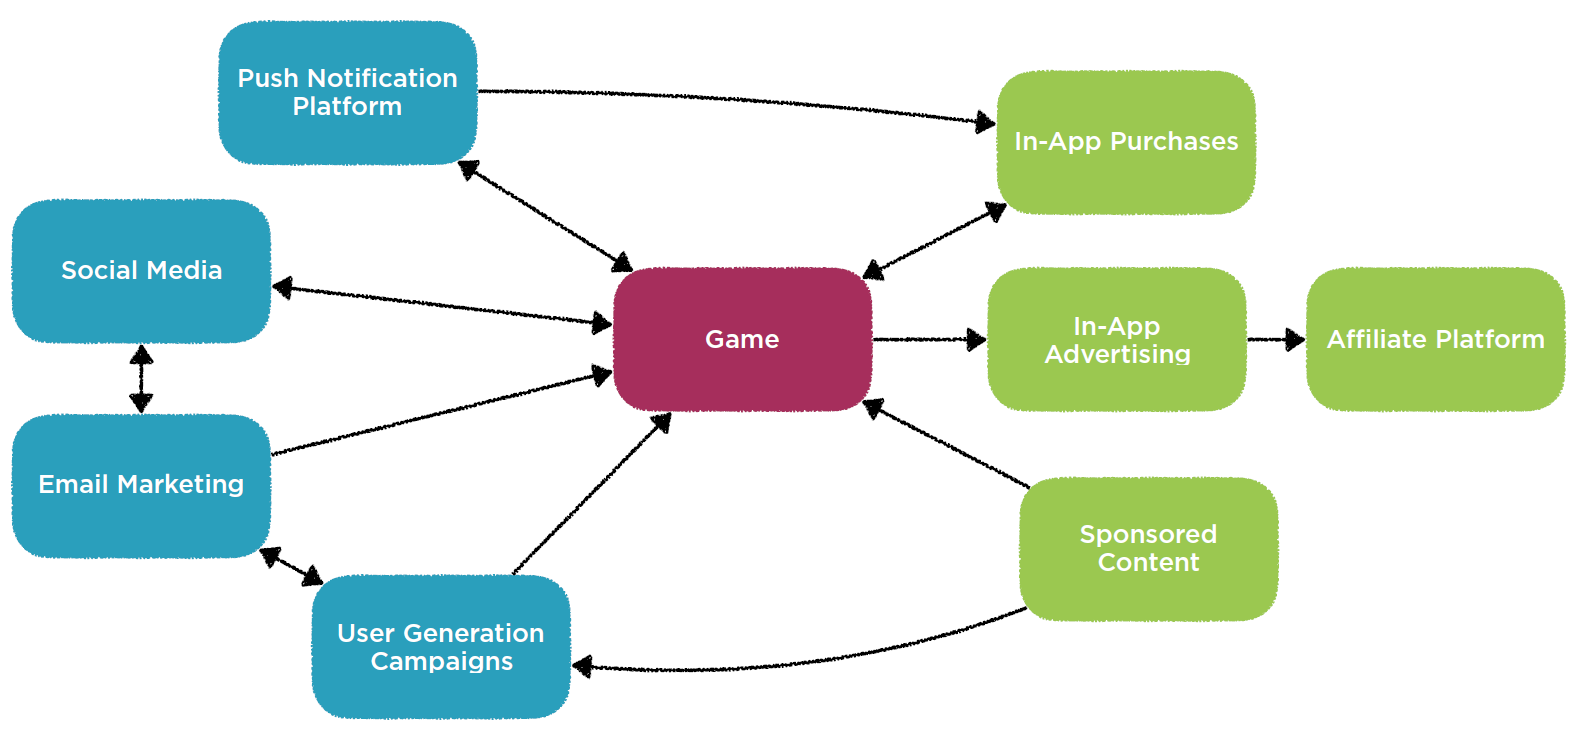 Push Notification
Platform
In-App Purchases
Social Media
Game
In-App
Advertising
Affiliate Platform
Email Marketing
Sponsored
Content
User Generation
Campaigns